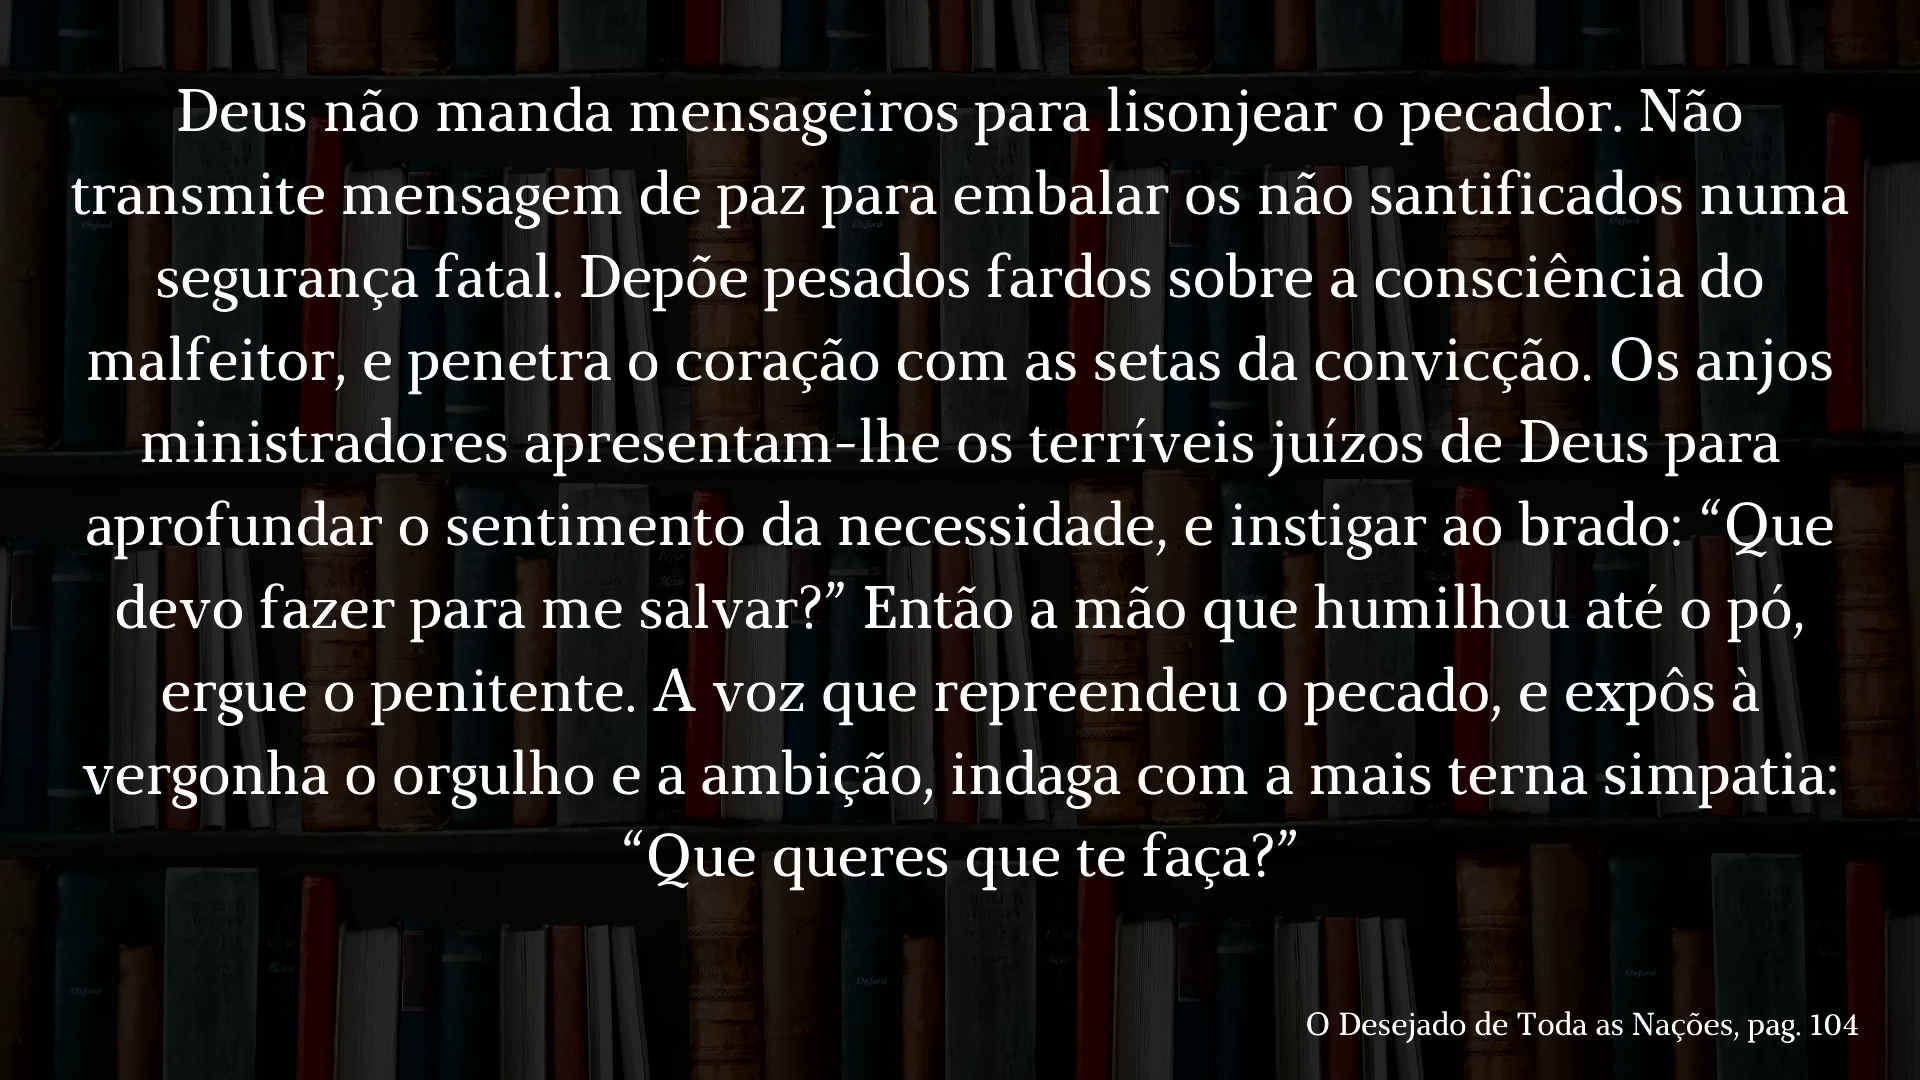 Deus não manda mensageiros para lisonjear o pecador. Não
transmite mensagem de paz para embalar os não santificados numa
segurança fatal. Depõe pesados fardos sobre a consciência do
malfeitor, e penetra o coração com as setas da convicção. Os anjos
ministradores apresentam-lhe os terríveis juízos de Deus para
aprofundar o sentimento da necessidade, e instigar ao brado: “Que
devo fazer para me salvar?” Então a mão que humilhou até o pó,
ergue o penitente. A voz que repreendeu o pecado, e expôs à
vergonha o orgulho e a ambição, indaga com a mais terna simpatia:
“Que queres que te faça?”
O Desejado de Toda as Nações, pag. 104